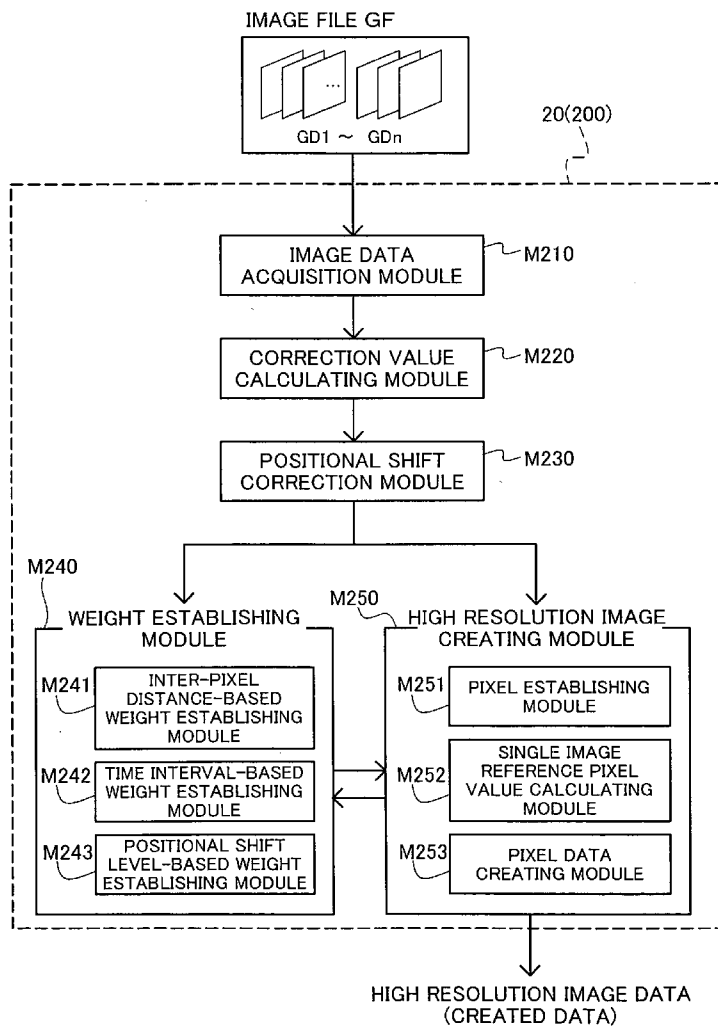 IMAGE FILE GF
...
GD1 ～ GDn
20(200)
IMAGE DATA
ACQUISITION MODULE
M210
CORRECTION VALUE
CALCULATING MODULE
M220
POSITIONAL SHIFT
CORRECTION MODULE
M230
M240
WEIGHT ESTABLISHING
MODULE
M241
INTER-PIXEL
DISTANCE-BASED
WEIGHT ESTABLISHING
MODULE
M242
TIME INTERVAL-BASED
WEIGHT ESTABLISHING
MODULE
M243
POSITIONAL SHIFT
LEVEL-BASED WEIGHT
ESTABLISHING MODULE
M250
HIGH RESOLUTION IMAGE
CREATING MODULE
M251
PIXEL ESTABLISHING
MODULE
M252
SINGLE IMAGE
REFERENCE PIXEL
VALUE CALCULATING
MODULE
M253
PIXEL DATA
CREATING MODULE
HIGH RESOLUTION IMAGE DATA
(CREATED DATA)